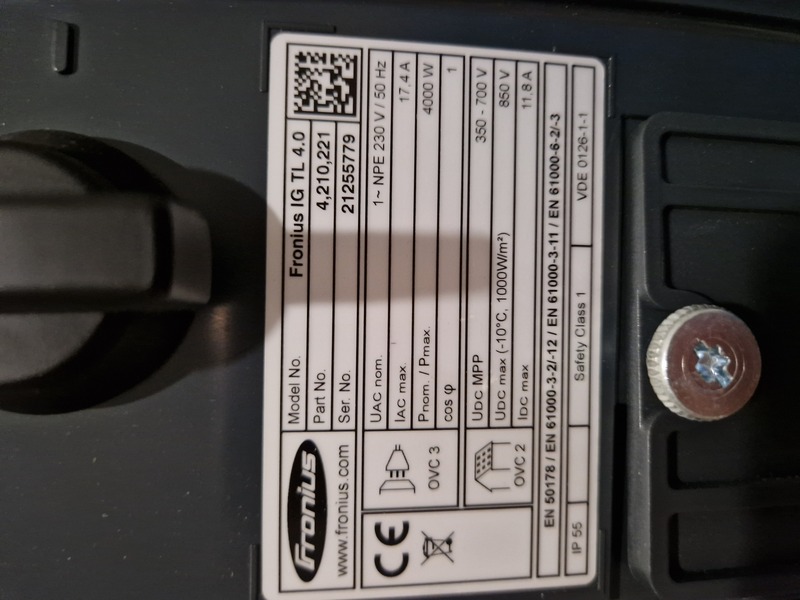 Fronius
www.fronius.com
Model No. Fronius IG TL 4.0
Part No. 4,210,221
Ser. No. 21255779
OVC 3
UAC nom. 1~ NPE 230 V / 50 Hz
IAC max. 17.4 A
Pnom. / Pmax. 4000 W
cos φ 1
CE
OVC 2
UDC MPP 350 - 700 V
UDC max (-10°C, 1000W/m²) 850 V
IDC max 11.8 A
EN 50178 / EN 61000-3-2/-12 / EN 61000-3-11 / EN 61000-6-2/-3
IP 55 Safety Class 1 VDE 0126-1-1